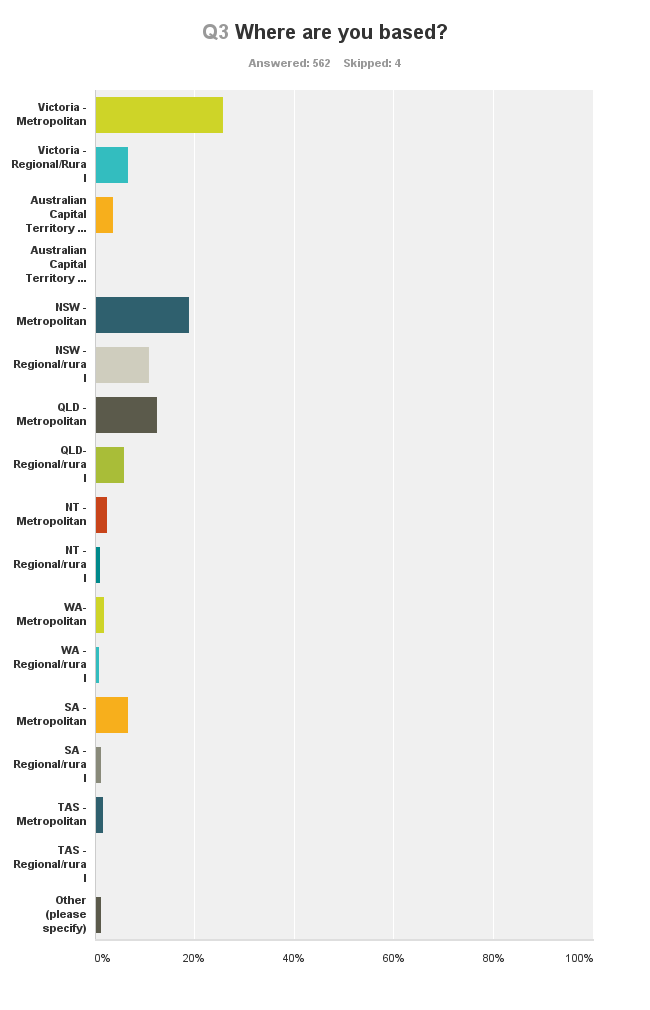 Q3 Where are you based?
Answered: 562 Skipped: 4
Victoria -
Metropolitan
Victoria -
Regional/Rura
l
Australian
Capital
Territory ...
Australian
Capital
Territory ...
NSW -
Metropolitan
NSW -
Regional/rura
l
QLD -
Metropolitan
QLD-
Regional/rura
l
NT -
Metropolitan
NT -
Regional/rura
l
WA-
Metropolitan
WA -
Regional/rura
l
SA -
Metropolitan
SA -
Regional/rura
l
TAS -
Metropolitan
TAS -
Regional/rura
l
Other
(please
specify)
0% 20% 40% 60% 80% 100%